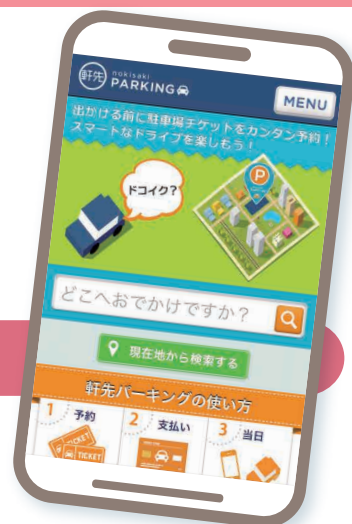 軒先
nokisaki
PARKING
MENU
出かける前に駐車場チケットをカンタン予約！
スマートなドライブを楽しもう！
ドコイク?
P
どこへおでかけですか?
現在地から検索する
軒先パーキングの使い方
1 予約
2 支払い
3 当日
TICKET
TICKET